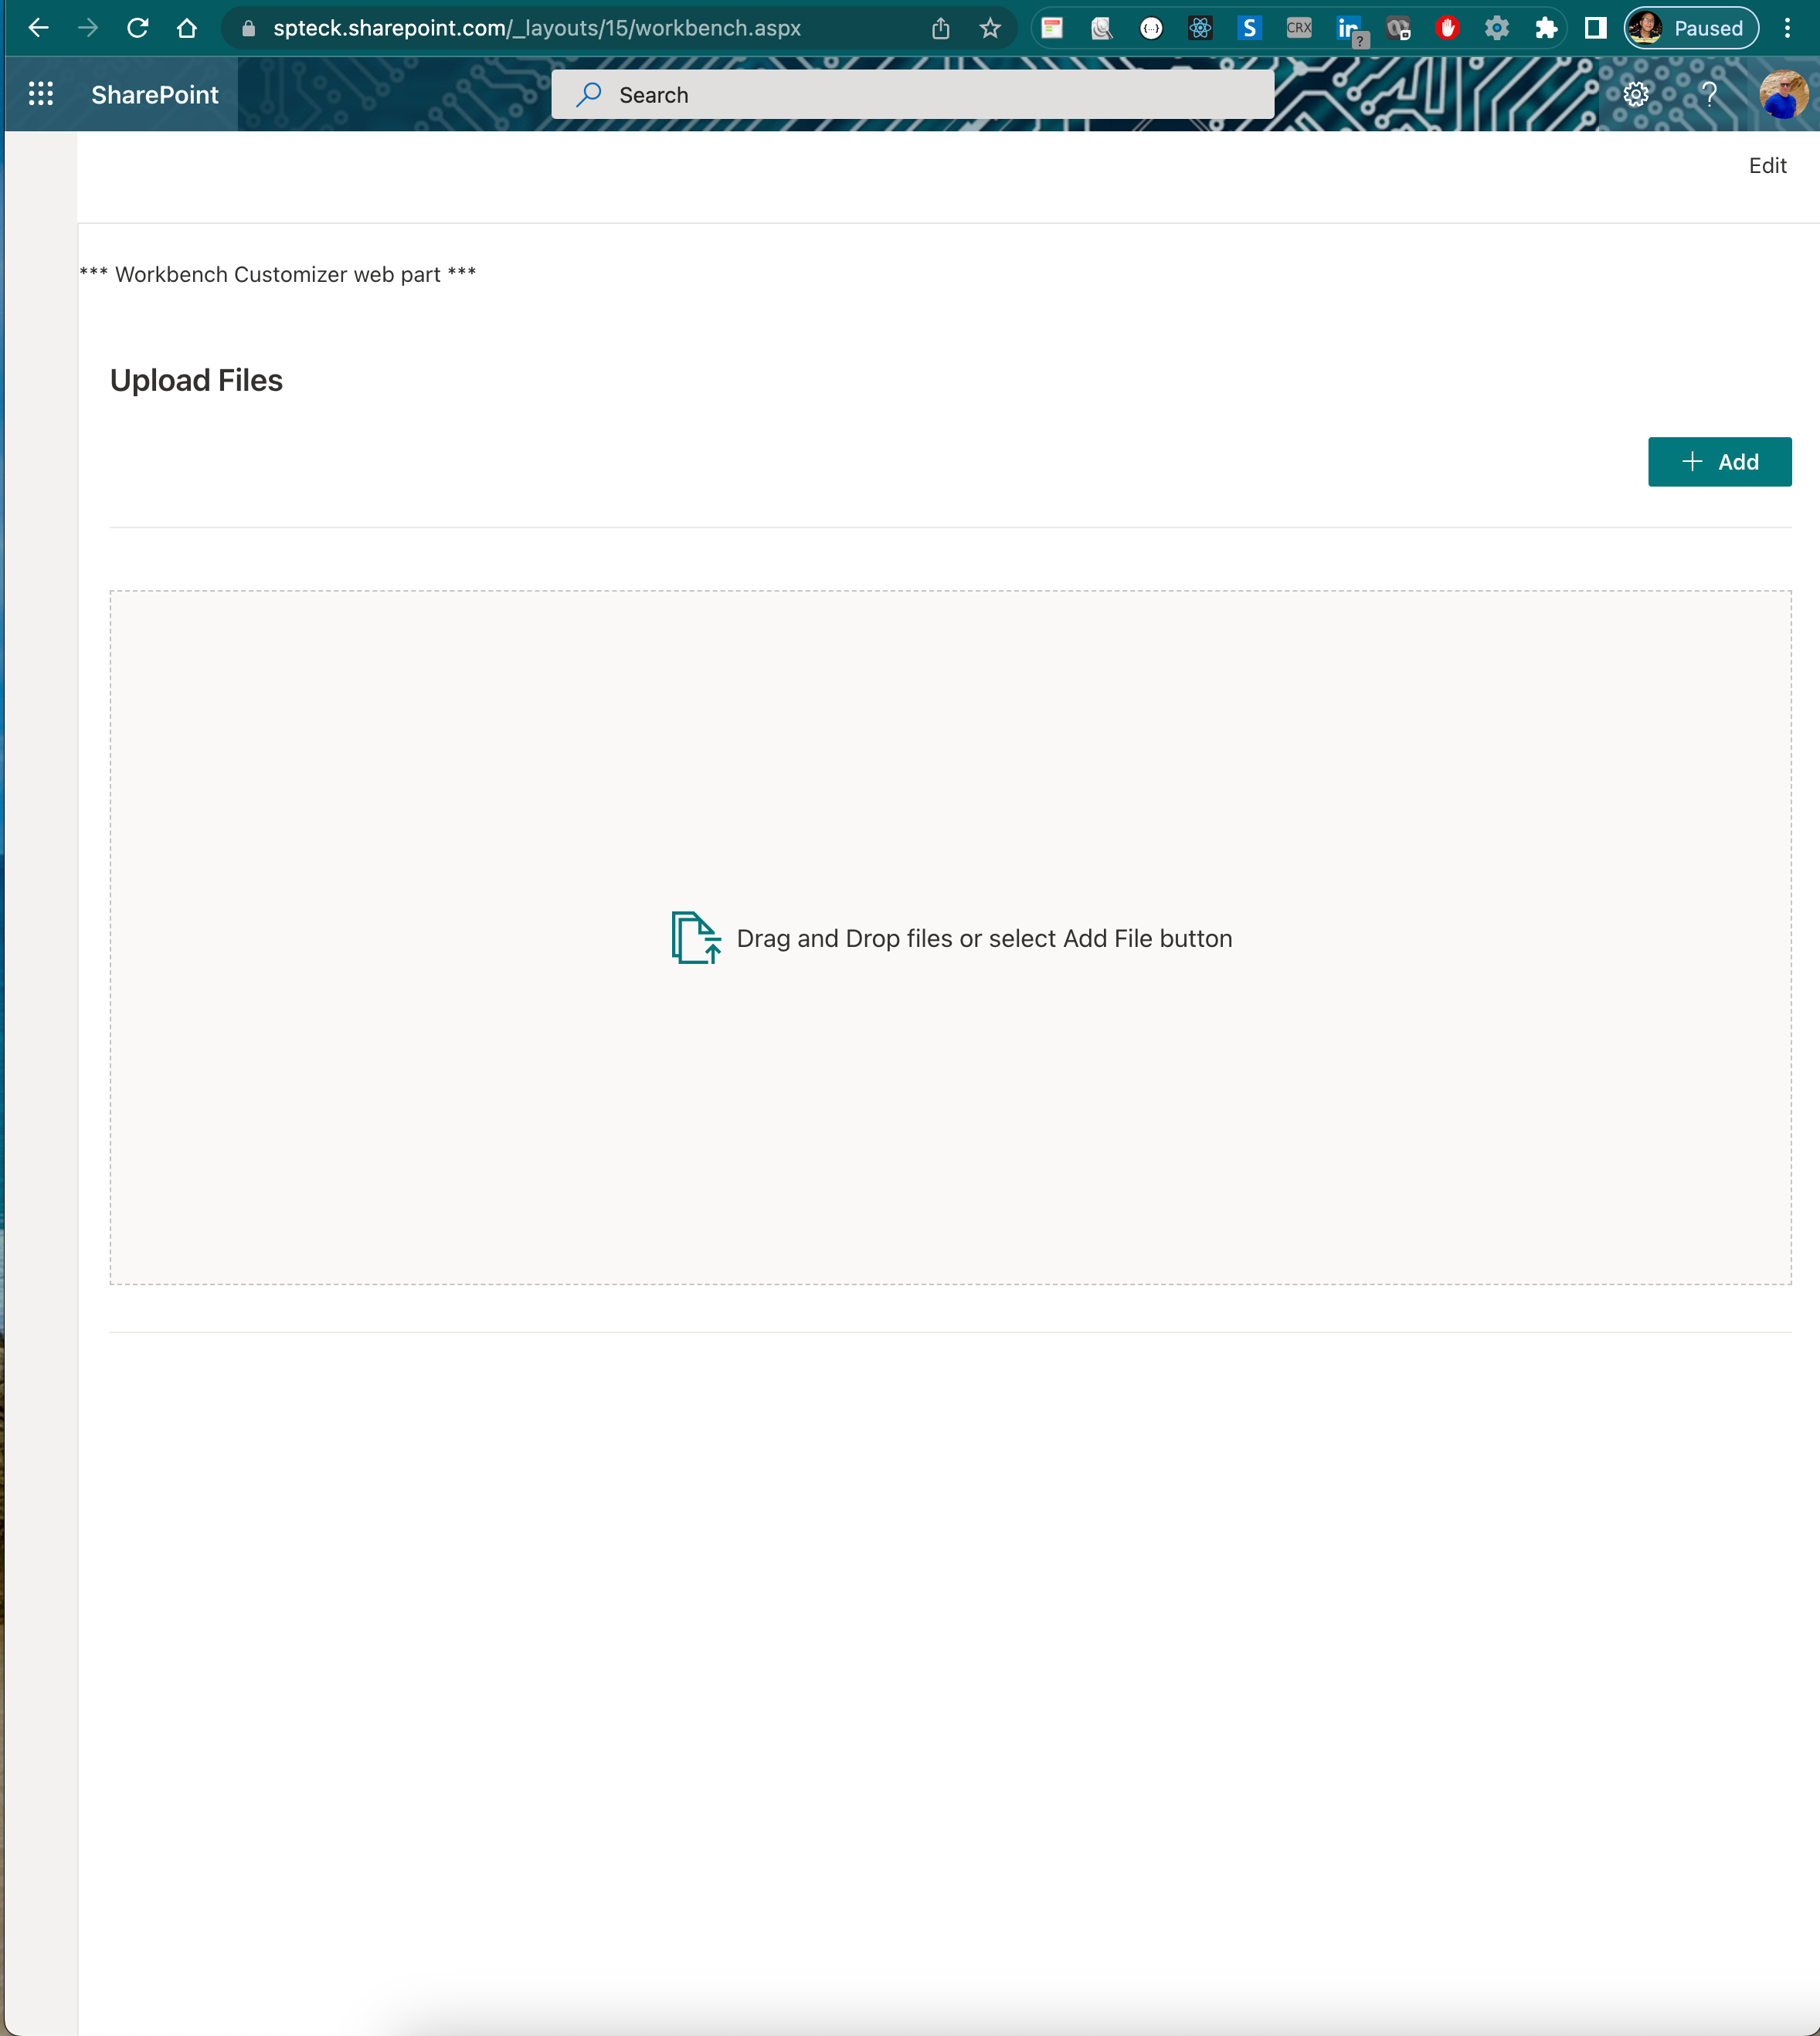 spteck.sharepoint.com/_layouts/15/workbench.aspx
S
CRX
in
?
Paused
SharePoint
Search
?
Edit
*** Workbench Customizer web part ***
Upload Files
+ Add
Drag and Drop files or select Add File button